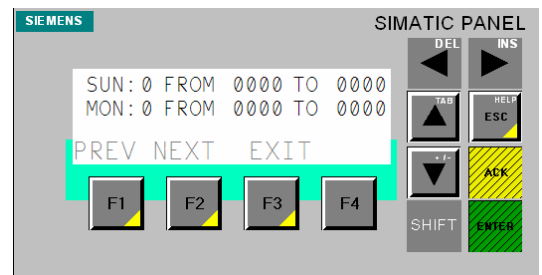 SIEMENS
SIMATIC PANEL
DEL
INS
SUN: 0 FROM 0000 TO 0000
MON: 0 FROM 0000 TO 0000
TAB
HELP
ESC
PREV NEXT EXIT
+/-
ACK
F1 F2 F3 F4
SHIFT
ENTER